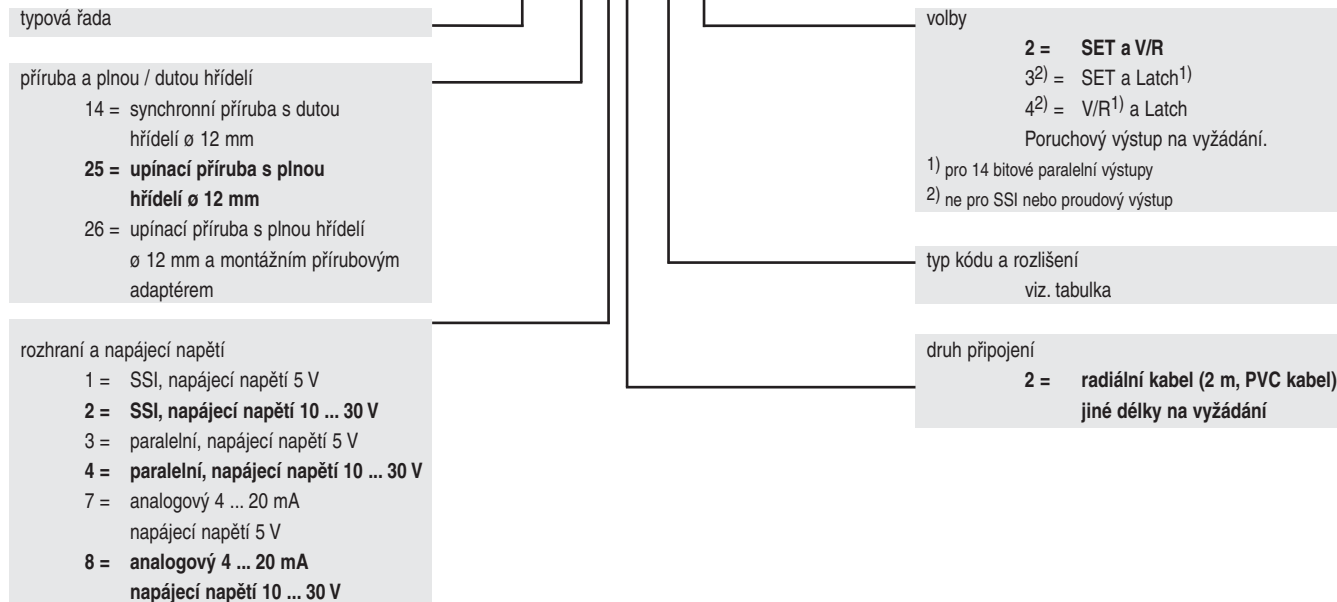 typová řada
příruba a plnou / dutou hřídelí
14 = synchronní příruba s dutou
hřídelí ø 12 mm
25 = upínací příruba s plnou
hřídelí ø 12 mm
26 = upínací příruba s plnou hřídelí
ø 12 mm a montážním přírubovým
adaptérem
rozhraní a napájecí napětí
1 = SSI, napájecí napětí 5 V
2 = SSI, napájecí napětí 10 ... 30 V
3 = paralelní, napájecí napětí 5 V
4 = paralelní, napájecí napětí 10 ... 30 V
7 = analogový 4 ... 20 mA
napájecí napětí 5 V
8 = analogový 4 ... 20 mA
napájecí napětí 10 ... 30 V
volby
2 = SET a V/R
32) = SET a Latch1)
42) = V/R1) a Latch
Poruchový výstup na vyžádání.
1) pro 14 bitové paralelní výstupy
2) ne pro SSI nebo proudový výstup
typ kódu a rozlišení
viz. tabulka
druh připojení
2 = radiální kabel (2 m, PVC kabel)
jiné délky na vyžádání